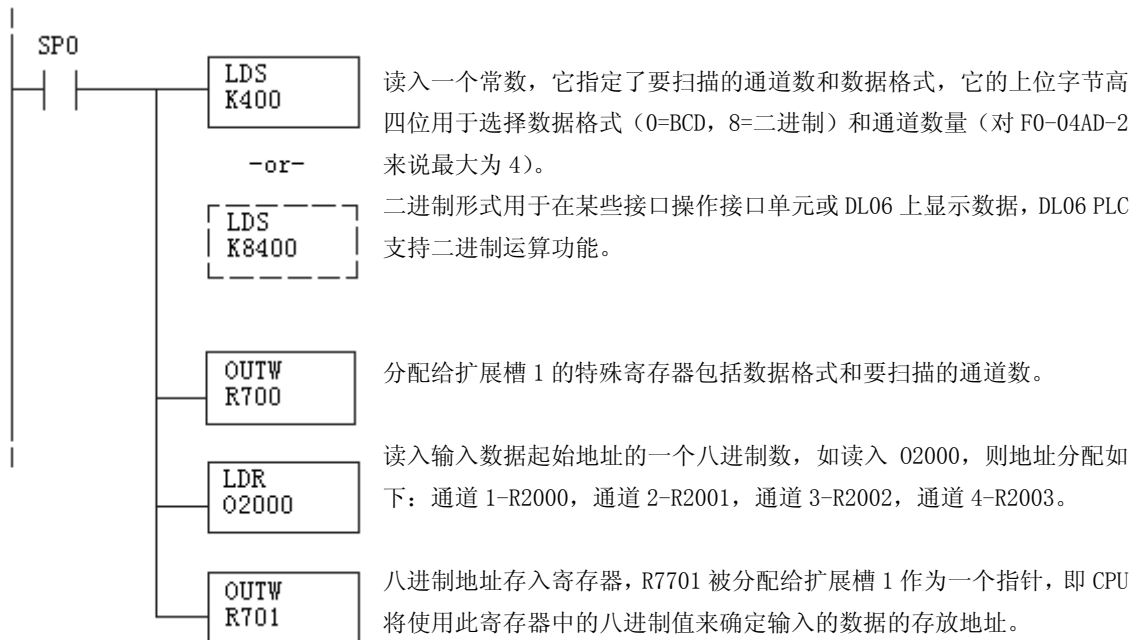 SP0
LDS
K400
读入一个常数，它指定了要扫描的通道数和数据格式，它的上位字节高
四位用于选择数据格式（0=BCD，8=二进制）和通道数量（对 F0-04AD-2
来说最大为 4）。
-or-
LDS
K8400
二进制形式用于在某些接口操作接口单元或 DL06 上显示数据，DL06 PLC
支持二进制运算功能。
OUTW
R700
分配给扩展槽 1 的特殊寄存器包括数据格式和要扫描的通道数。
LDR
O2000
读入输入数据起始地址的一个八进制数，如读入 O2000，则地址分配如
下：通道 1-R2000，通道 2-R2001，通道 3-R2002，通道 4-R2003。
OUTW
R701
八进制地址存入寄存器，R7701 被分配给扩展槽 1 作为一个指针，即 CPU
将使用此寄存器中的八进制值来确定输入的数据的存放地址。